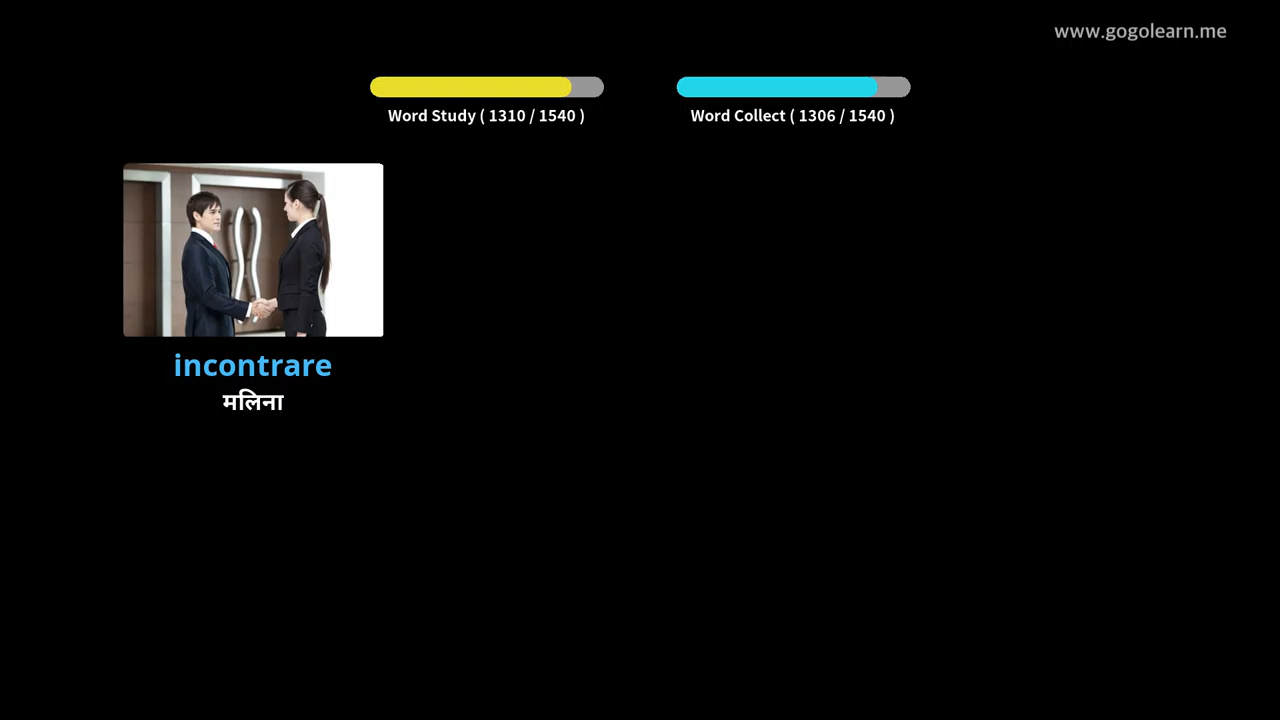 www.gogolearn.me
Word Study ( 1310 / 1540 )
Word Collect ( 1306 / 1540 )
incontrare
मलिना